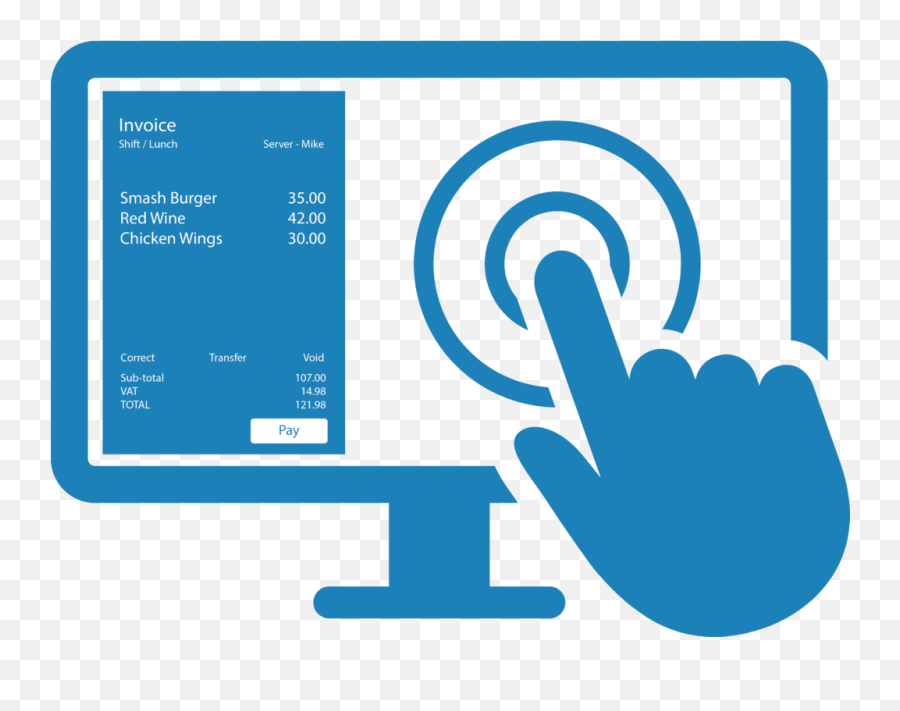 Invoice
Shift / Lunch Server - Mike
Smash Burger 35.00
Red Wine 42.00
Chicken Wings 30.00
Correct Transfer Void
Sub-total 107.00
VAT 14.98
TOTAL 121.98
Pay